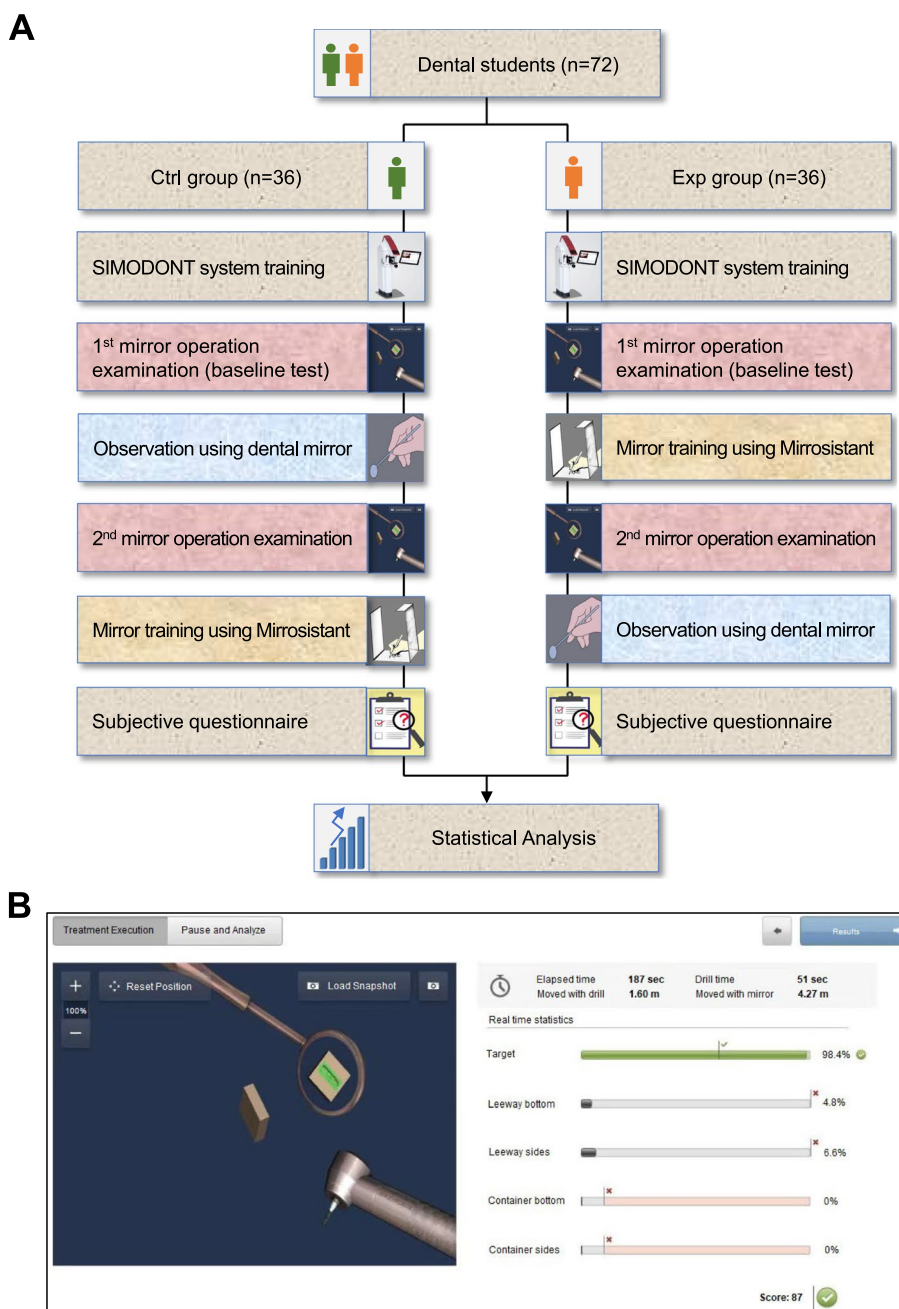 A
Dental students (n=72)
Ctrl group (n=36)
Exp group (n=36)
SIMODONT system training
SIMODONT system training
1st mirror operation
examination (baseline test)
1st mirror operation
examination (baseline test)
Observation using dental mirror
Mirror training using Mirrosistant
2nd mirror operation examination
2nd mirror operation examination
Mirror training using Mirrosistant
Observation using dental mirror
Subjective questionnaire
Subjective questionnaire
Statistical Analysis
B
Treatment Execution
Pause and Analyze
Results
+
100%
−
Reset Position
Load Snapshot
Elapsed time 187 sec Drill time 51 sec
Moved with drill 1.60 m Moved with mirror 4.27 m
Real time statistics
Target 98.4%
Leeway bottom 4.8%
Leeway sides 6.6%
Container bottom 0%
Container sides 0%
Score: 87